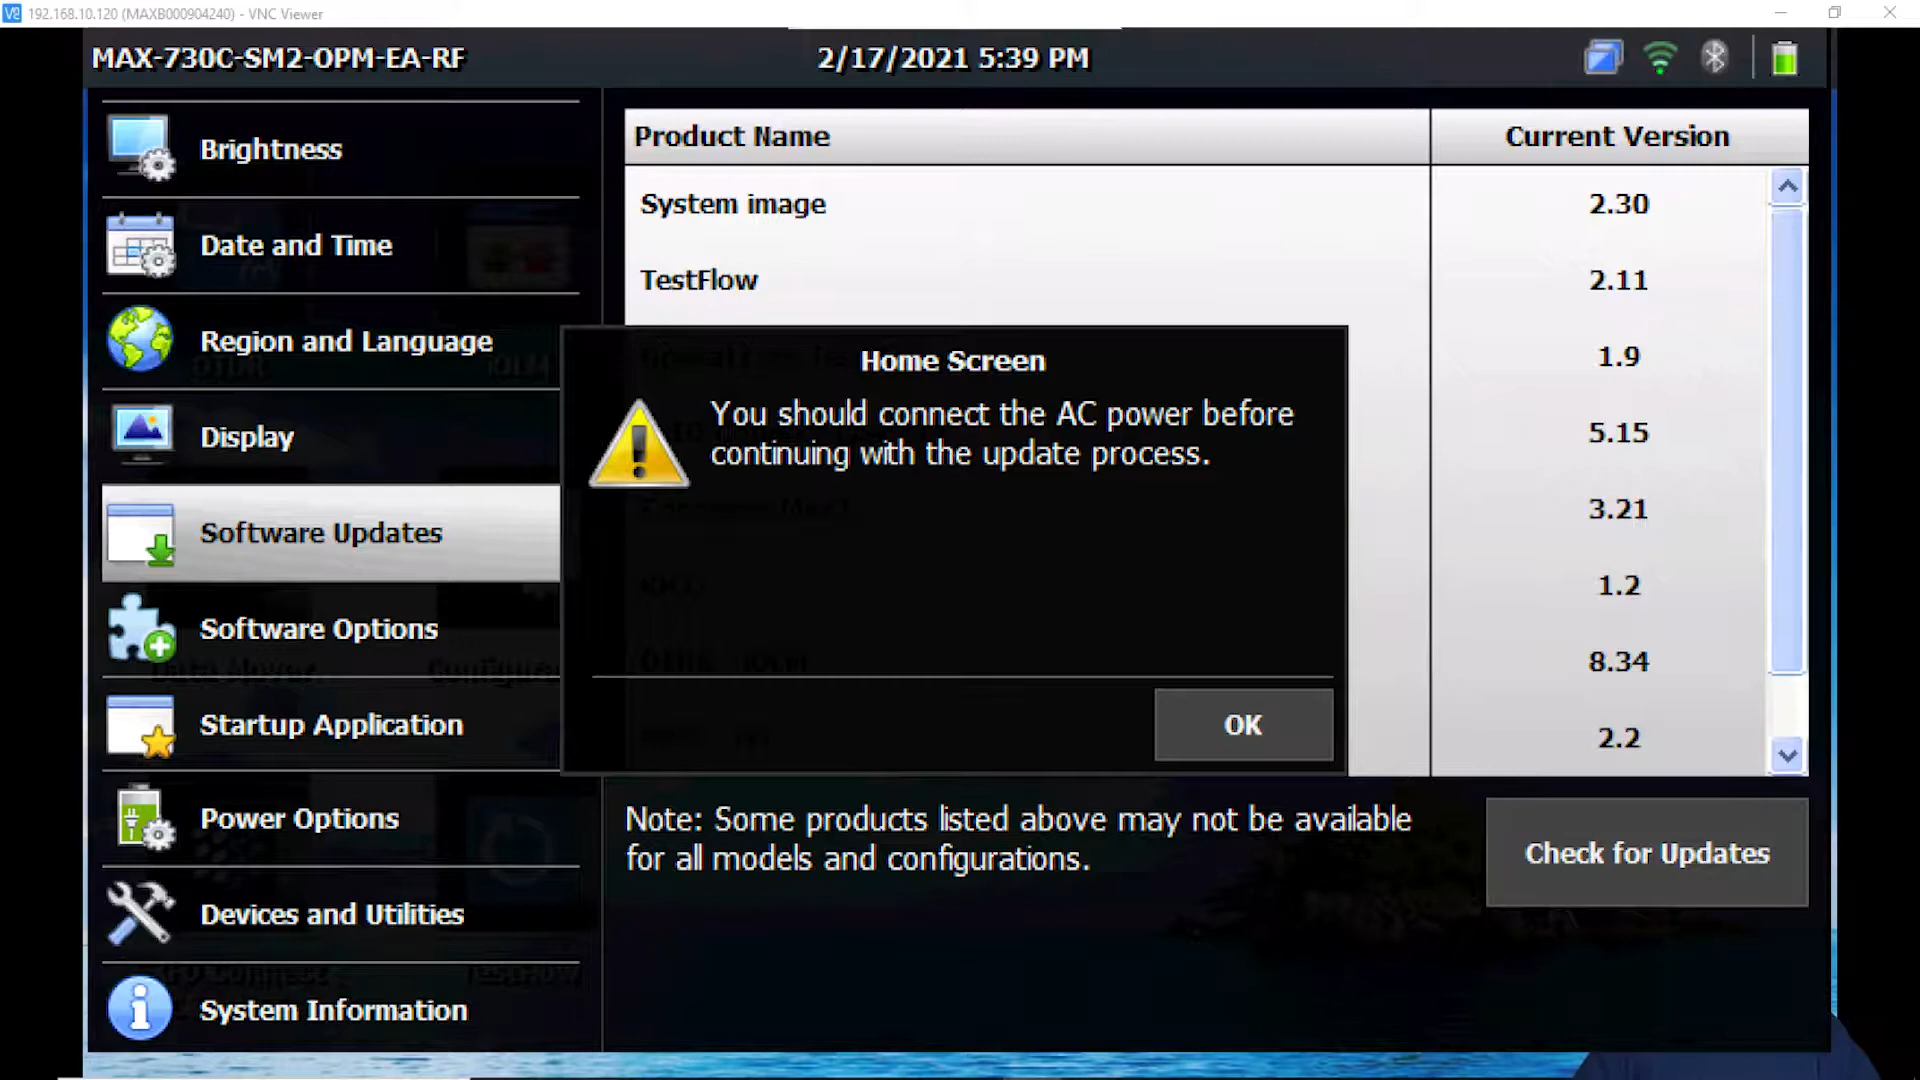 192.168.10.120 (MAXB000904240) - VNC Viewer
MAX-730C-SM2-OPM-EA-RF
2/17/2021 5:39 PM
Brightness
Date and Time
Region and Language
Display
Software Updates
Software Options
Startup Application
Power Options
Devices and Utilities
System Information
Product Name
Current Version
System image
2.30
TestFlow
2.11
1.9
5.15
3.21
1.2
8.34
2.2
Home Screen
You should connect the AC power before
continuing with the update process.
OK
Note: Some products listed above may not be available
for all models and configurations.
Check for Updates